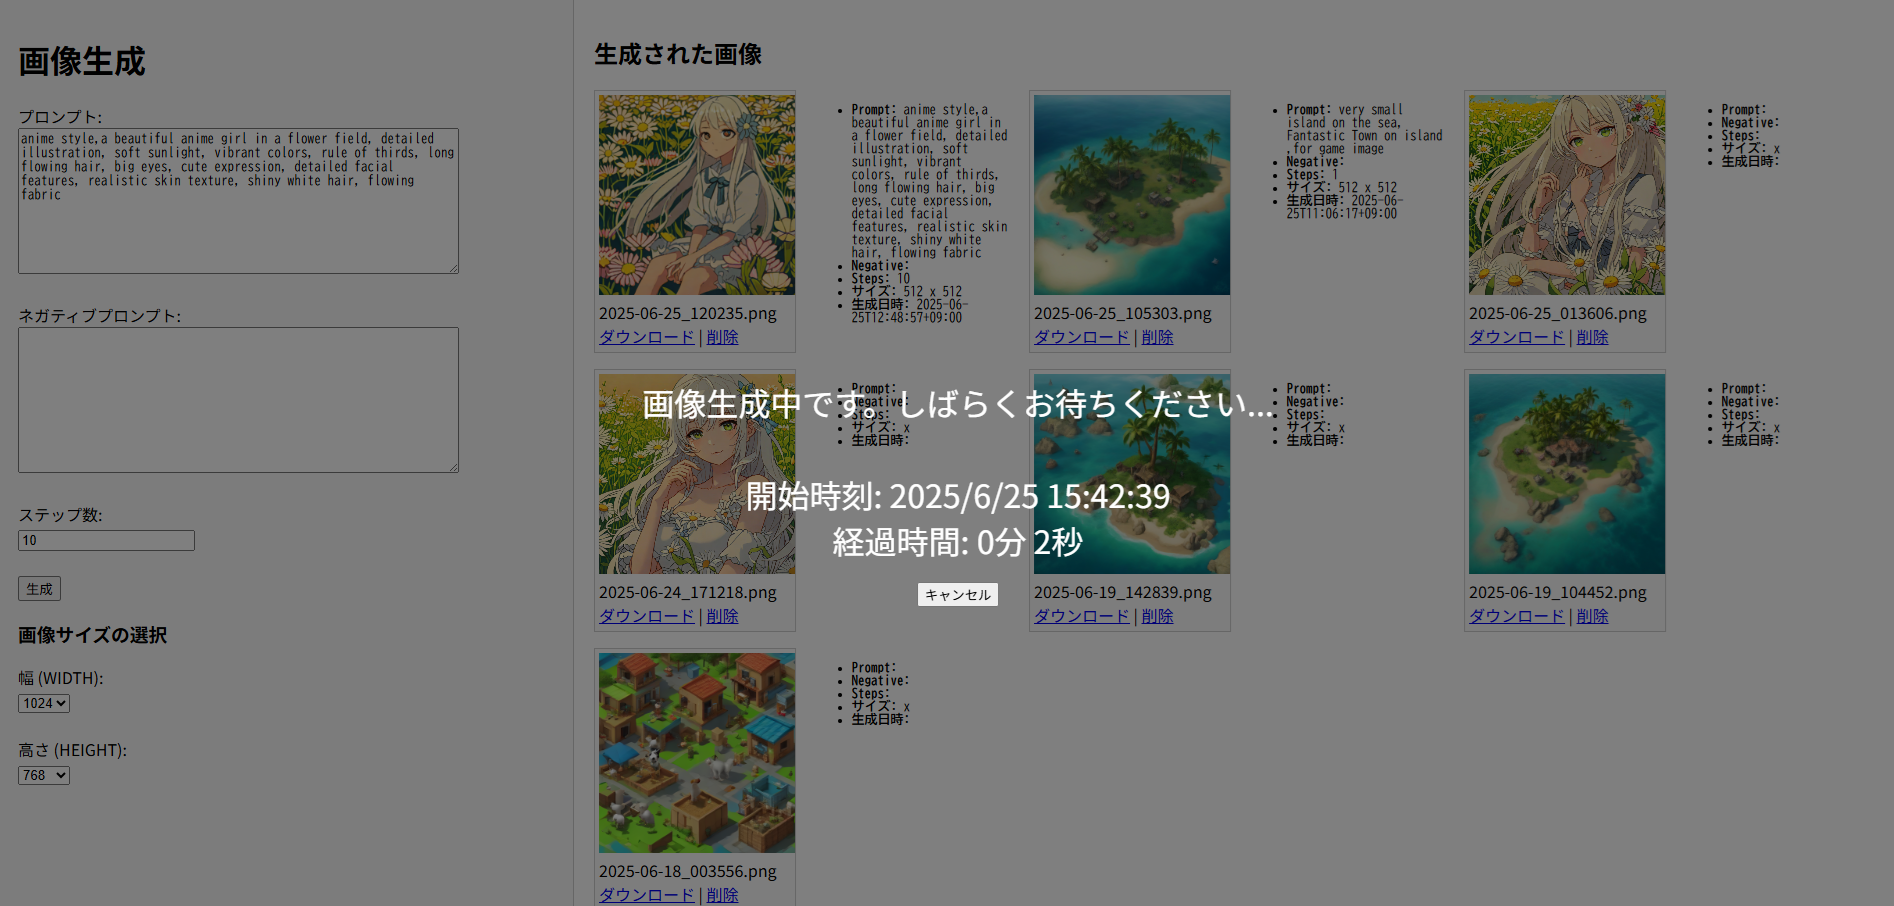 画像生成
プロンプト:
anime style,a beautiful anime girl in a flower field, detailed
illustration, soft sunlight, vibrant colors, rule of thirds, long
flowing hair, big eyes, cute expression, detailed facial
features, realistic skin texture, shiny white hair, flowing
fabric
ネガティブプロンプト:
ステップ数:
10
生成
画像サイズの選択
幅 (WIDTH):
1024
高さ (HEIGHT):
768
生成された画像
2025-06-25_120235.png
ダウンロード | 削除
Prompt: anime style,a
beautiful anime girl in
a flower field, detailed
illustration, soft
sunlight, vibrant
colors, rule of thirds,
long flowing hair, big
eyes, cute expression,
detailed facial
features, realistic skin
texture, shiny white
hair, flowing fabric
Negative:
Steps: 10
サイズ: 512 x 512
生成日時: 2025-06-
25T12:48:57+09:00
2025-06-25_105303.png
ダウンロード | 削除
Prompt: very small
island on the sea,
Fantastic Town on island
,for game image
Negative:
Steps: 1
サイズ: 512 x 512
生成日時: 2025-06-
25T11:06:17+09:00
2025-06-25_013606.png
ダウンロード | 削除
Prompt:
Negative:
Steps:
サイズ: x
生成日時:
2025-06-24_171218.png
ダウンロード | 削除
Prompt:
Negative:
Steps:
サイズ: x
生成日時:
2025-06-19_142839.png
ダウンロード | 削除
Prompt:
Negative:
Steps:
サイズ: x
生成日時:
2025-06-19_104452.png
ダウンロード | 削除
Prompt:
Negative:
Steps:
サイズ: x
生成日時:
2025-06-18_003556.png
ダウンロード | 削除
Prompt:
Negative:
Steps:
サイズ: x
生成日時:
画像生成中です。しばらくお待ちください...
開始時刻: 2025/6/25 15:42:39
経過時間: 0分 2秒
キャンセル